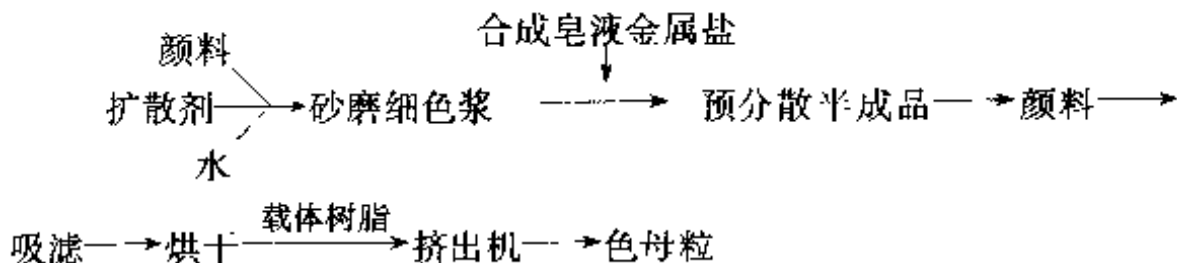 合成皂液金属盐
颜料
扩散剂 砂磨细色浆 预分散半成品 颜料
水
载体树脂
吸滤 烘干 挤出机 色母粒